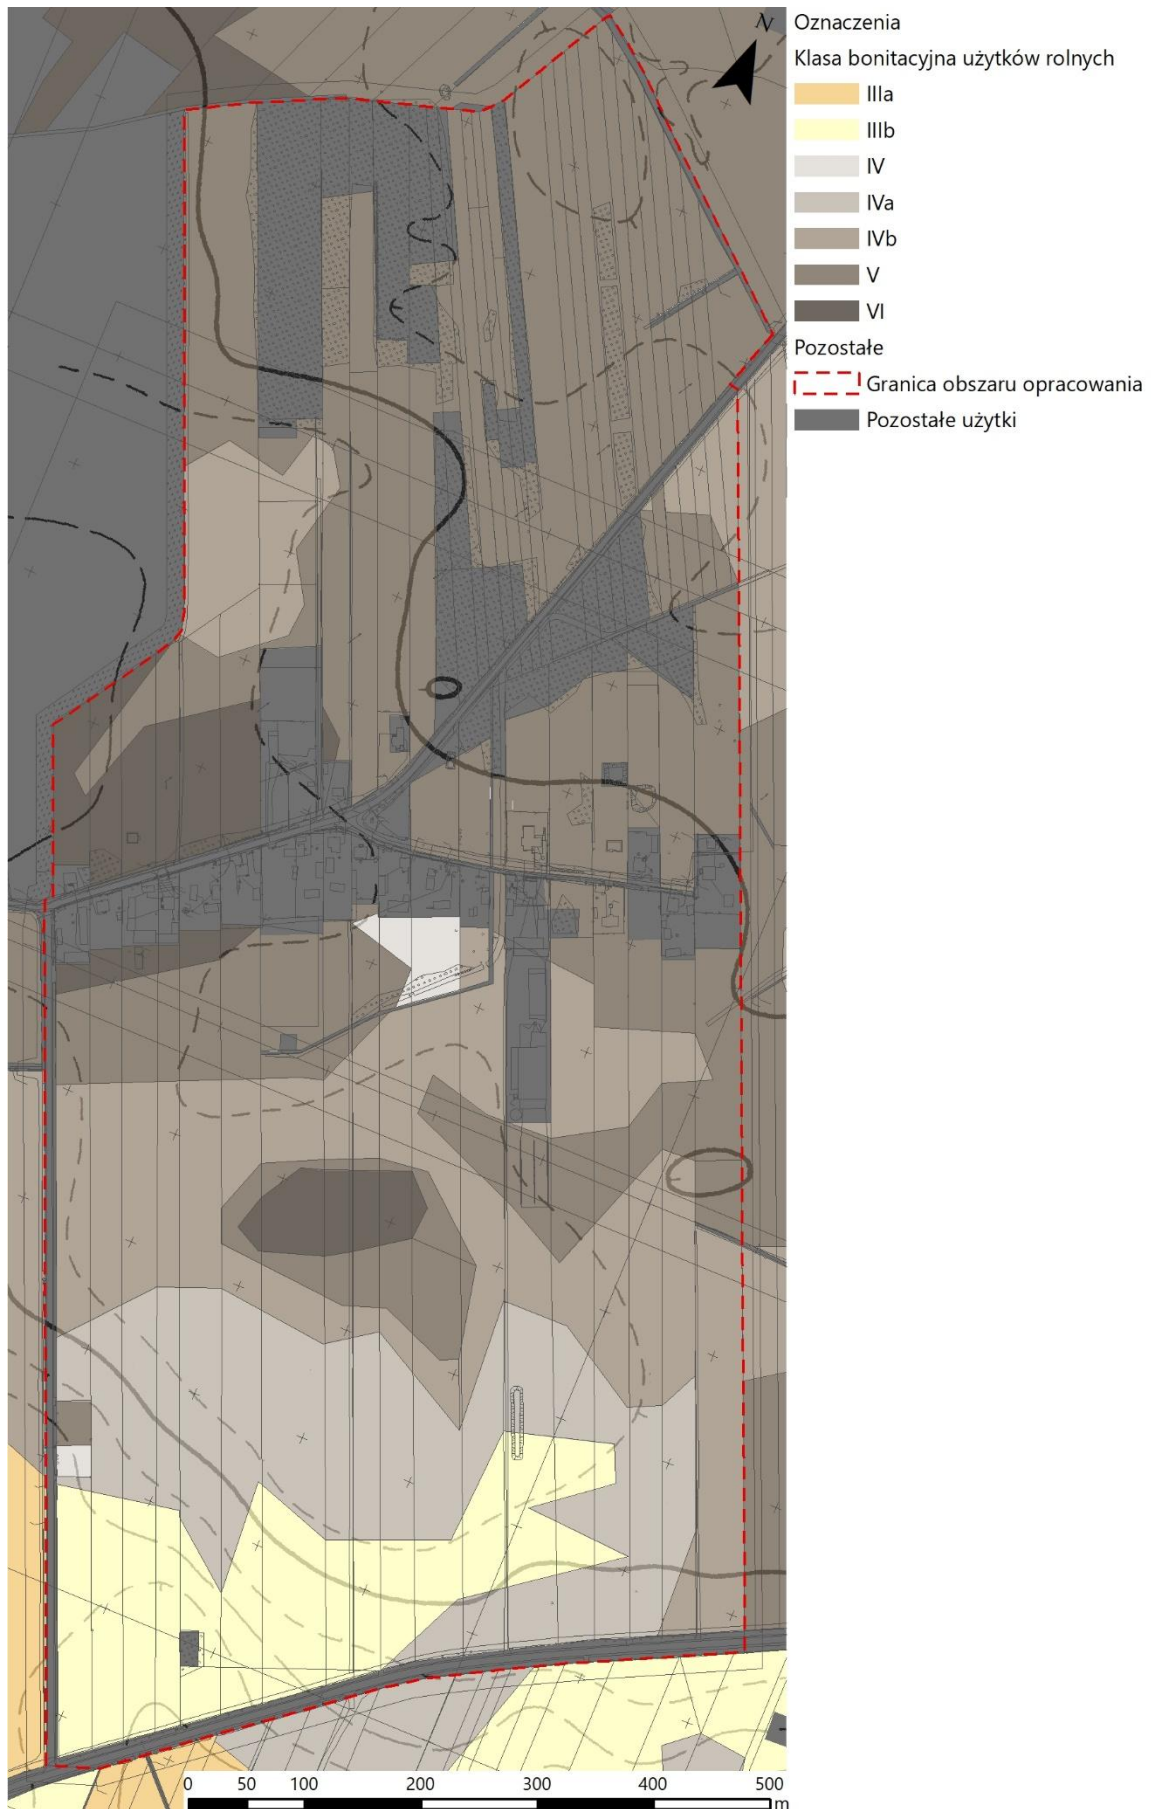 N
Oznaczenia
Klasa bonitacyjna użytków rolnych
IIIa
IIIb
IV
IVa
IVb
V
VI
Pozostałe
Granica obszaru opracowania
Pozostałe użytki
0 50 100 200 300 400 500
m